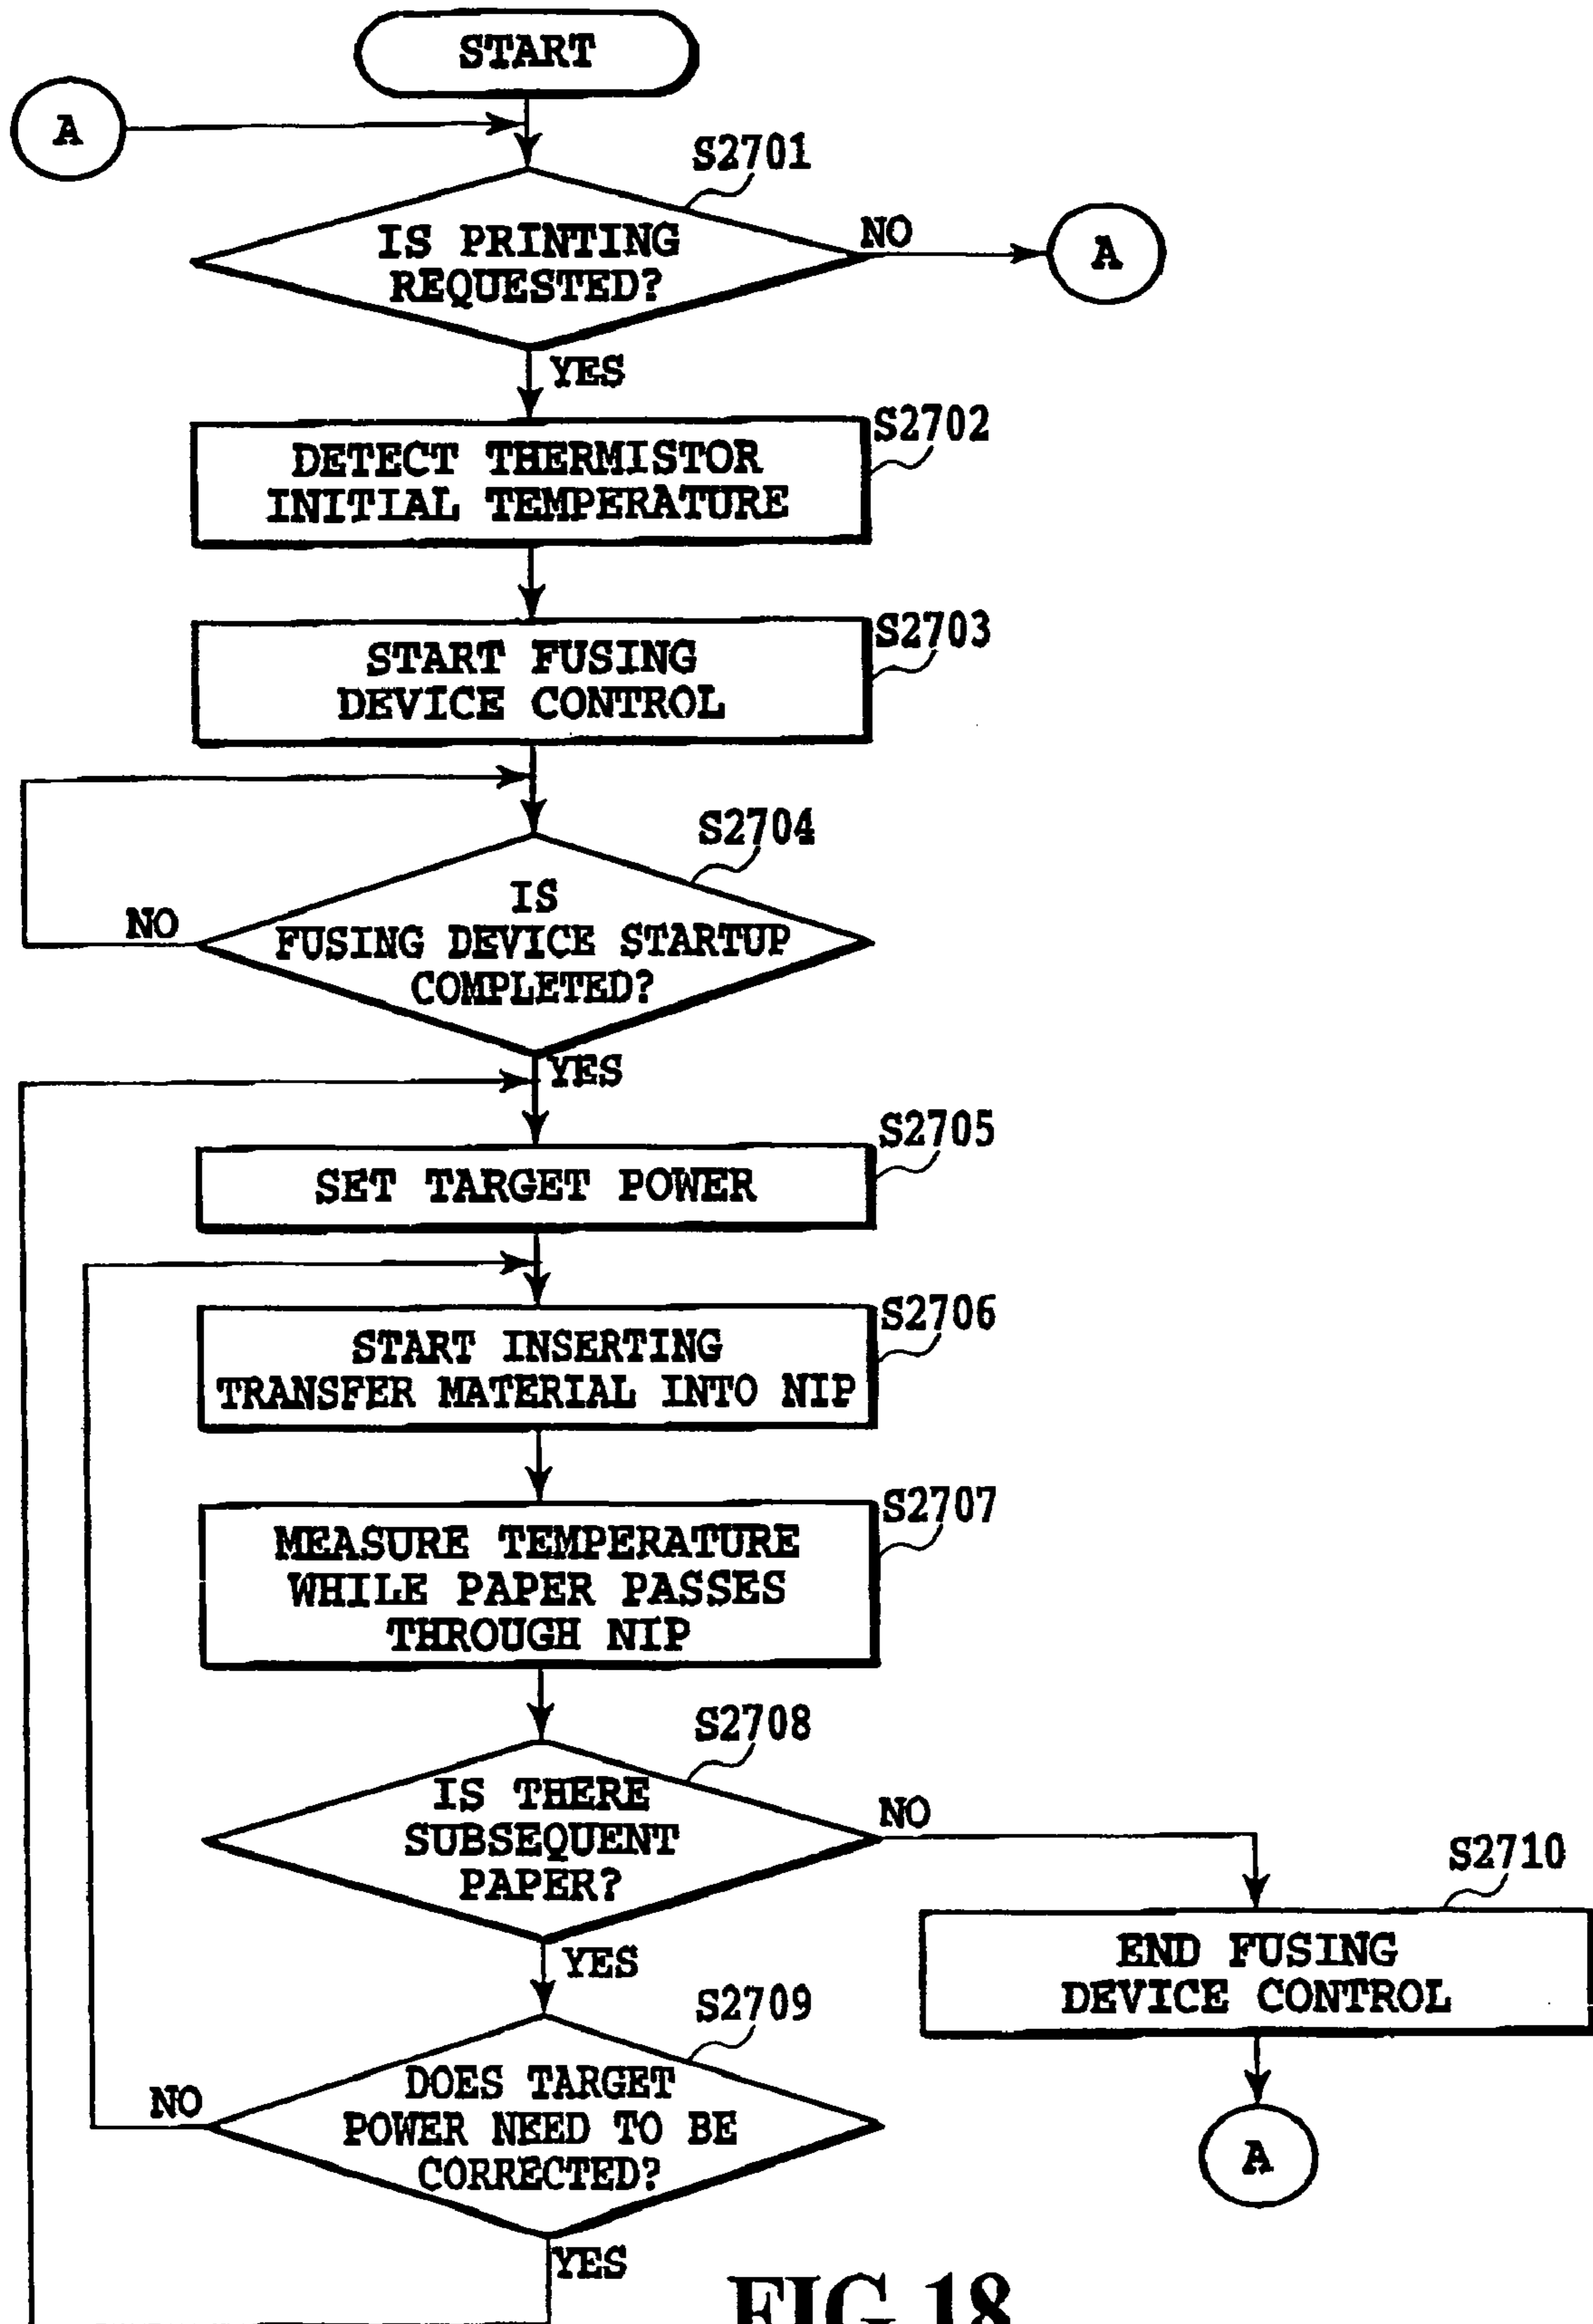 START
A
S2701
IS PRINTING
REQUESTED?
NO
A
YES
S2702
DETECT THERMISTOR
INITIAL TEMPERATURE
S2703
START FUSING
DEVICE CONTROL
S2704
IS
FUSING DEVICE STARTUP
COMPLETED?
NO
YES
S2705
SET TARGET POWER
S2706
START INSERTING
TRANSFER MATERIAL INTO NIP
S2707
MEASURE TEMPERATURE
WHILE PAPER PASSES
THROUGH NIP
S2708
IS THERE
SUBSEQUENT
PAPER?
NO
YES
S2710
END FUSING
DEVICE CONTROL
S2709
DOES TARGET
POWER NEED TO BE
CORRECTED?
NO
A
YES
FIG.18